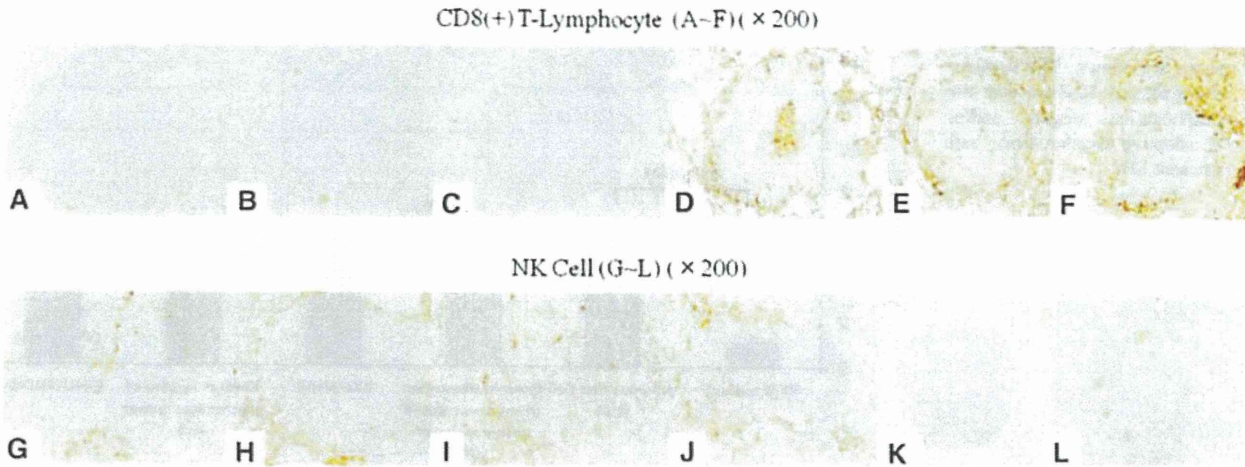 CD8(+) T-Lymphocyte (A~F) ( × 200)
A B C D E F
NK Cell (G~L) ( × 200)
G H I J K L